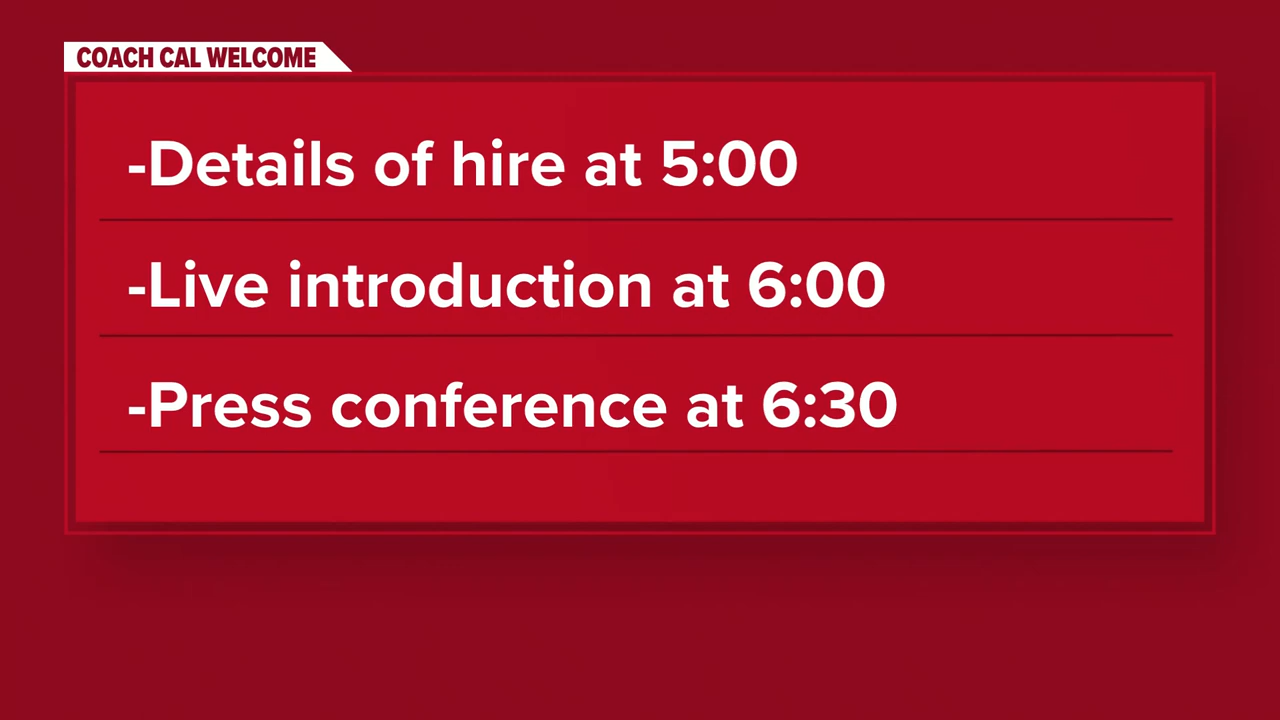 COACH CAL WELCOME
-Details of hire at 5:00
-Live introduction at 6:00
-Press conference at 6:30